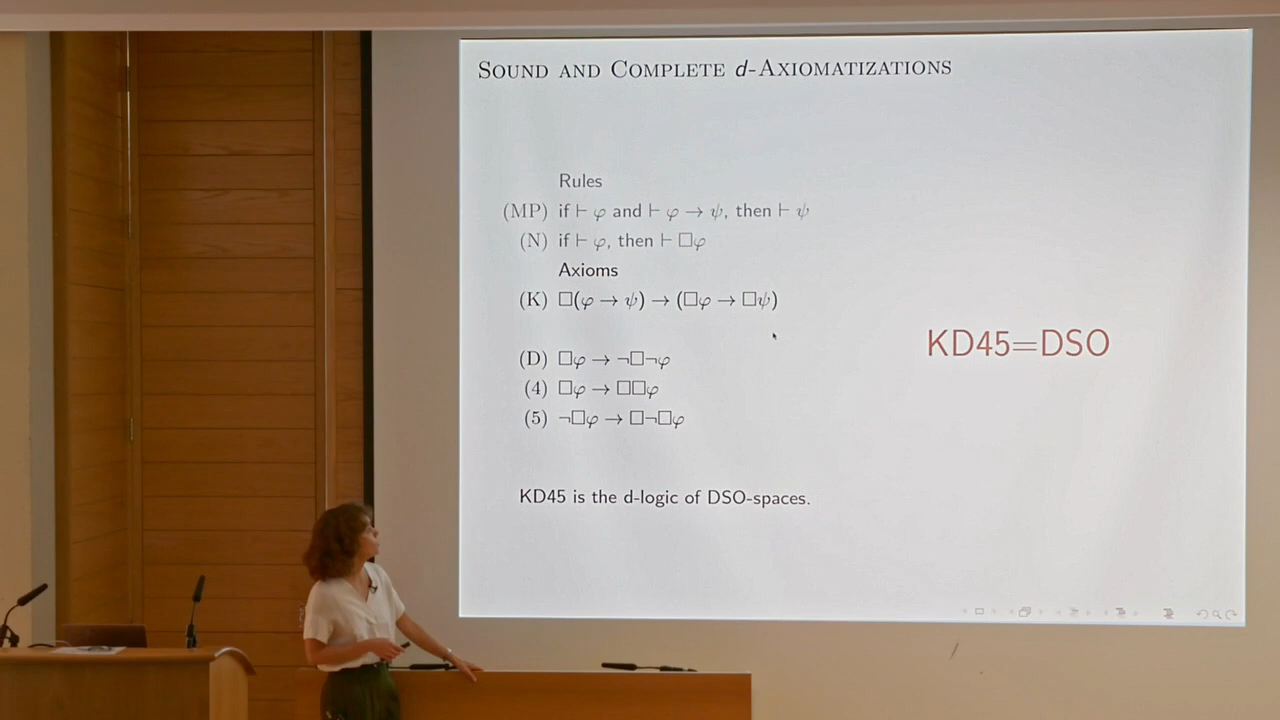 SOUND AND COMPLETE d-AXIOMATIZATIONS
Rules
(MP) if ⊢ φ and ⊢ φ → ψ, then ⊢ ψ
(N) if ⊢ φ, then ⊢ □φ
Axioms
(K) □(φ → ψ) → (□φ → □ψ)
(D) □φ → ¬□¬φ
(4) □φ → □□φ
(5) ¬□φ → □¬□φ
KD45=DSO
KD45 is the d-logic of DSO-spaces.